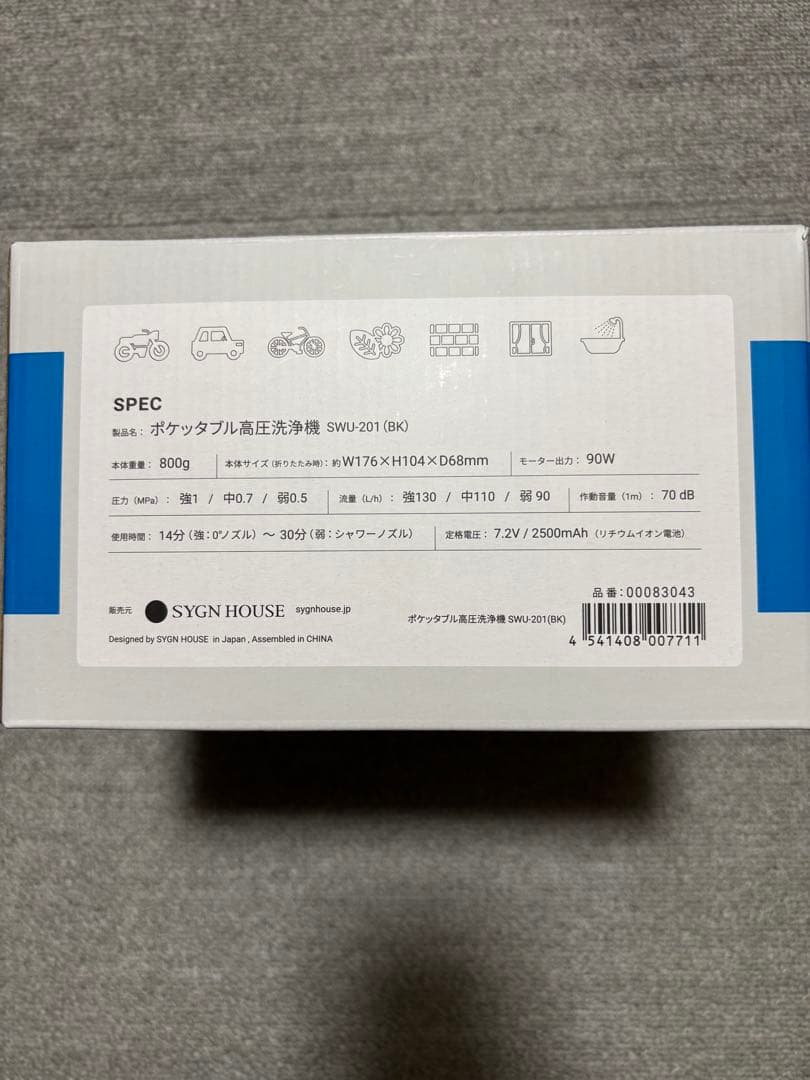 SPEC
製品名: ポケッタブル高圧洗浄機 SWU-201(BK)
本体重量: 800g 本体サイズ(折りたたみ時): 約W176×H104×D68mm モーター出力: 90W
圧力(MPa): 強1 / 中0.7 / 弱0.5 流量(L/h): 強130 / 中110 / 弱 90 作動音量(1m): 70 dB
使用時間: 14分(強:0°ノズル) ~ 30分(弱:シャワーノズル) 定格電圧: 7.2V / 2500mAh (リチウムイオン電池)
品番:00083043
販売元 SYGN HOUSE sygnhouse.jp
ポケッタブル高圧洗浄機 SWU-201(BK)
Designed by SYGN HOUSE in Japan , Assembled in CHINA
4 541408 007711